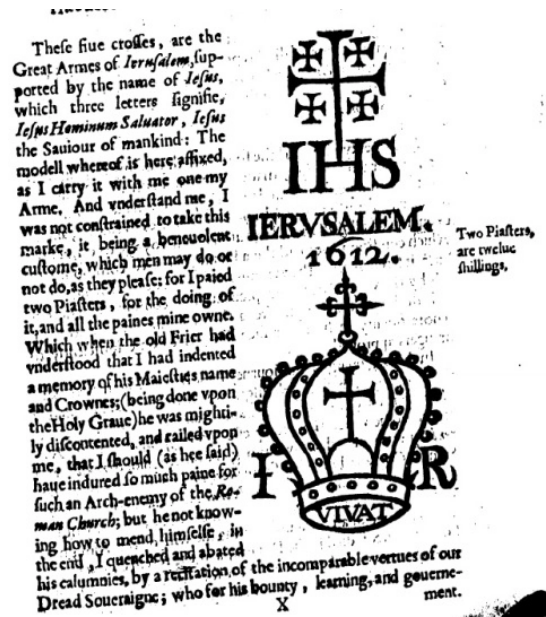 Theſe fiue croſſes, are the
Great Armes of Ieruſalem, ſup-
ported by the name of Ieſus,
which three letters ſignifie,
Ieſus Hominum Saluator, Ieſus
the Sauiour of mankind: The
modell whereof is here affixed,
as I carry it with me one my
Arme. And vnderſtand me, I
was not conſtrained to take this
marke, it being a beneuolent
cuſtome, which men may do or
not do, as they pleaſe: for I paied
two Piaſters, for the doing of
it, and all the paines mine owne.
Which when the old Frier had
vnderſtood that I had indented
a memory of his Maieſties name
and Crownes; (being done vpon
the Holy Graue) he was mighti-
ly diſcontented, and railed vpon
me, that I ſhould (as hee ſaid)
haue indured ſo much paine for
ſuch an Arch-enemy of the Ro-
man Church; but he not know-
ing how to mend himſelfe, in
the end, I quenched and abated
his calumnies, by a recitation of the incomparable vertues of our
Dread Soueraigne; who for his bounty, learning, and gouerne-
X
ment.
IHS
IERVSALEM.
1612.
I R
VIVAT
Two Piaſters,
are twelue
ſhillings,